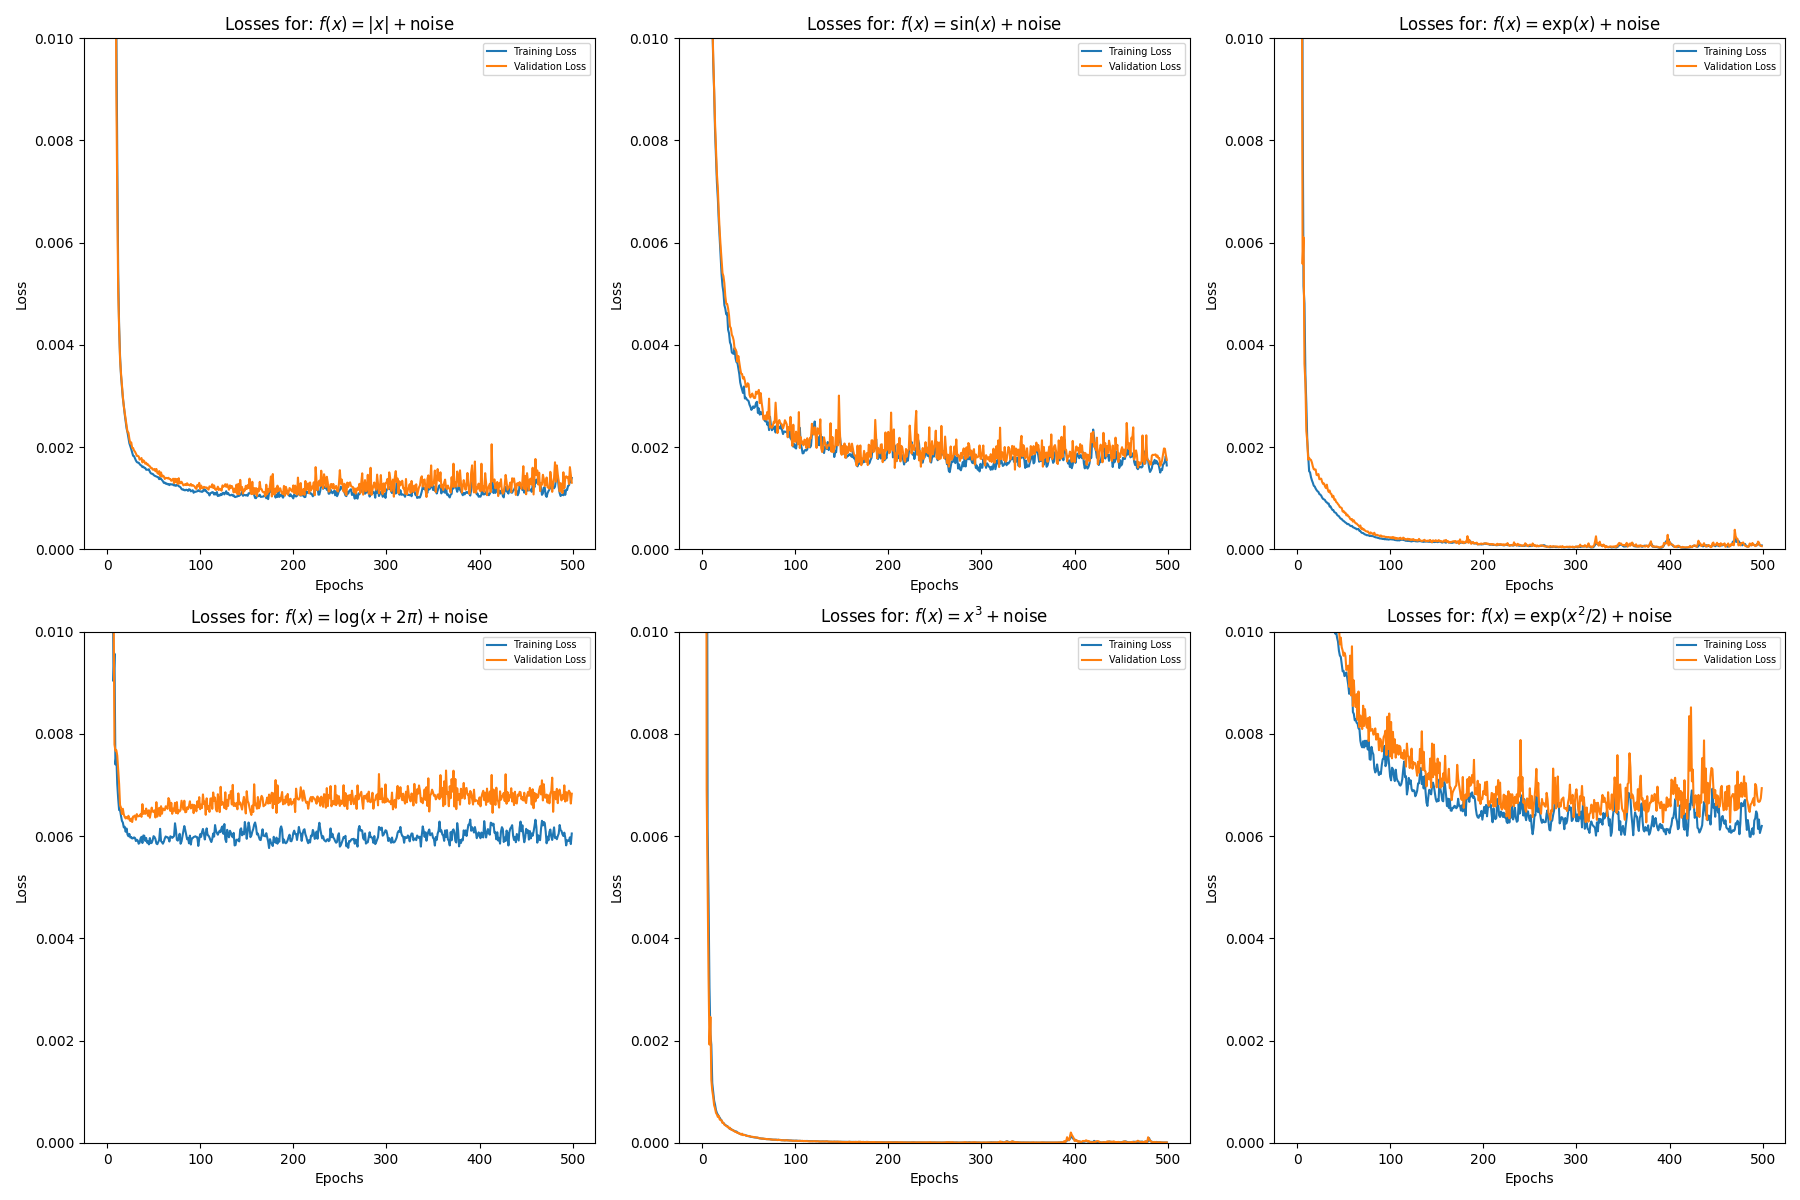 Losses for: f(x) = |x| + noise
0.010
0.008
0.006
0.004
0.002
0.000
Loss
0 100 200 300 400 500
Epochs
Training Loss
Validation Loss
Losses for: f(x) = sin(x) + noise
0.010
0.008
0.006
0.004
0.002
0.000
Loss
0 100 200 300 400 500
Epochs
Training Loss
Validation Loss
Losses for: f(x) = exp(x) + noise
0.010
0.008
0.006
0.004
0.002
0.000
Loss
0 100 200 300 400 500
Epochs
Training Loss
Validation Loss
Losses for: f(x) = log(x + 2π) + noise
0.010
0.008
0.006
0.004
0.002
0.000
Loss
0 100 200 300 400 500
Epochs
Training Loss
Validation Loss
Losses for: f(x) = x³ + noise
0.010
0.008
0.006
0.004
0.002
0.000
Loss
0 100 200 300 400 500
Epochs
Training Loss
Validation Loss
Losses for: f(x) = exp(x²/2) + noise
0.010
0.008
0.006
0.004
0.002
0.000
Loss
0 100 200 300 400 500
Epochs
Training Loss
Validation Loss